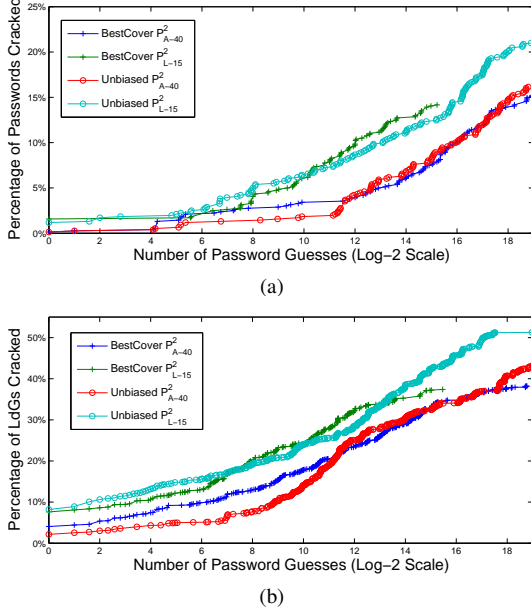 Percentage of Passwords Cracked
25%
20%
15%
10%
5%
0%
BestCover P²A−40
BestCover P²L−15
Unbiased P²A−40
Unbiased P²L−15
0 2 4 6 8 10 12 14 16 18
Number of Password Guesses (Log−2 Scale)
(a)
Percentage of LdGs Cracked
50%
40%
30%
20%
10%
0%
BestCover P²A−40
BestCover P²L−15
Unbiased P²A−40
Unbiased P²L−15
0 2 4 6 8 10 12 14 16 18
Number of Password Guesses (Log−2 Scale)
(b)